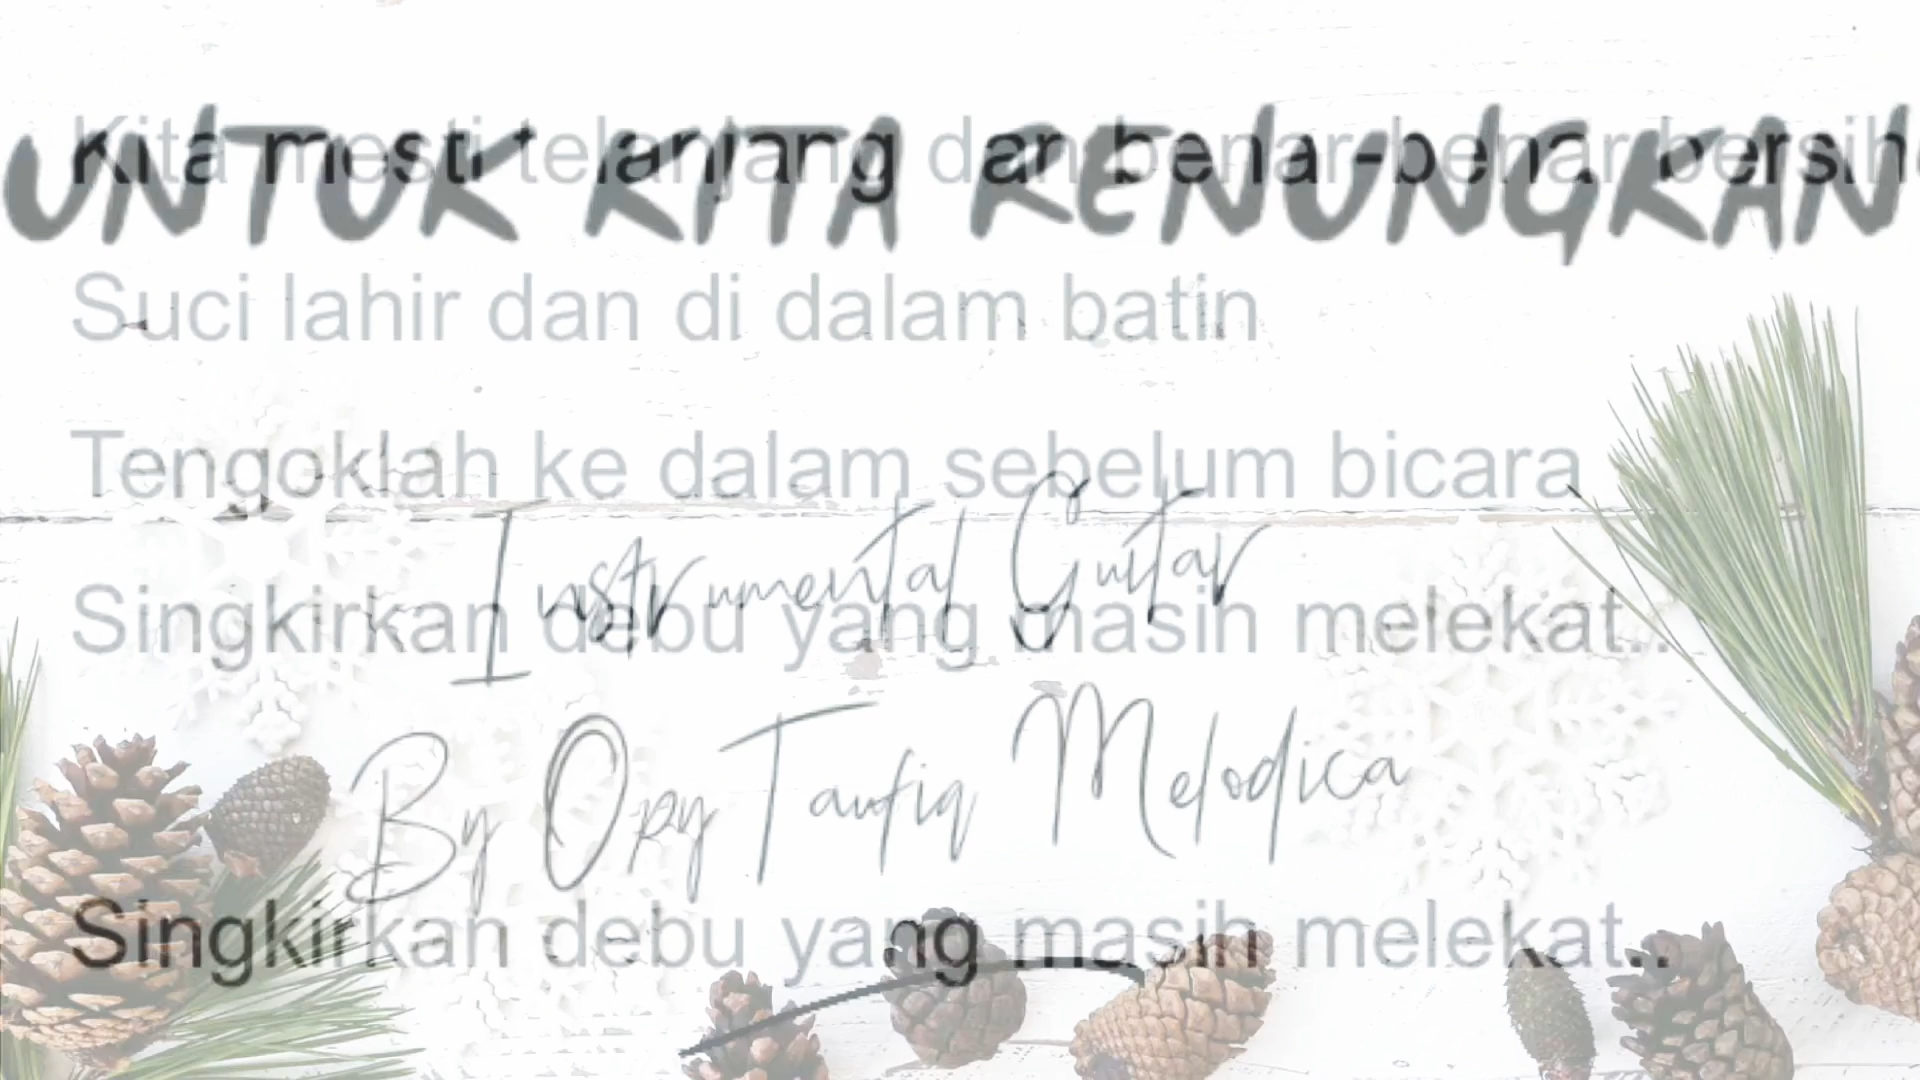 UNTUK KITA RENUNGKAN
Kita mesti telanjang dan benar-benar bersih
Suci lahir dan di dalam batin
Tengoklah ke dalam sebelum bicara
Singkirkan debu yang masih melekat..
Instrumental Guitar
By Opy Taufiq Melodica
Singkirkan debu yang masih melekat..